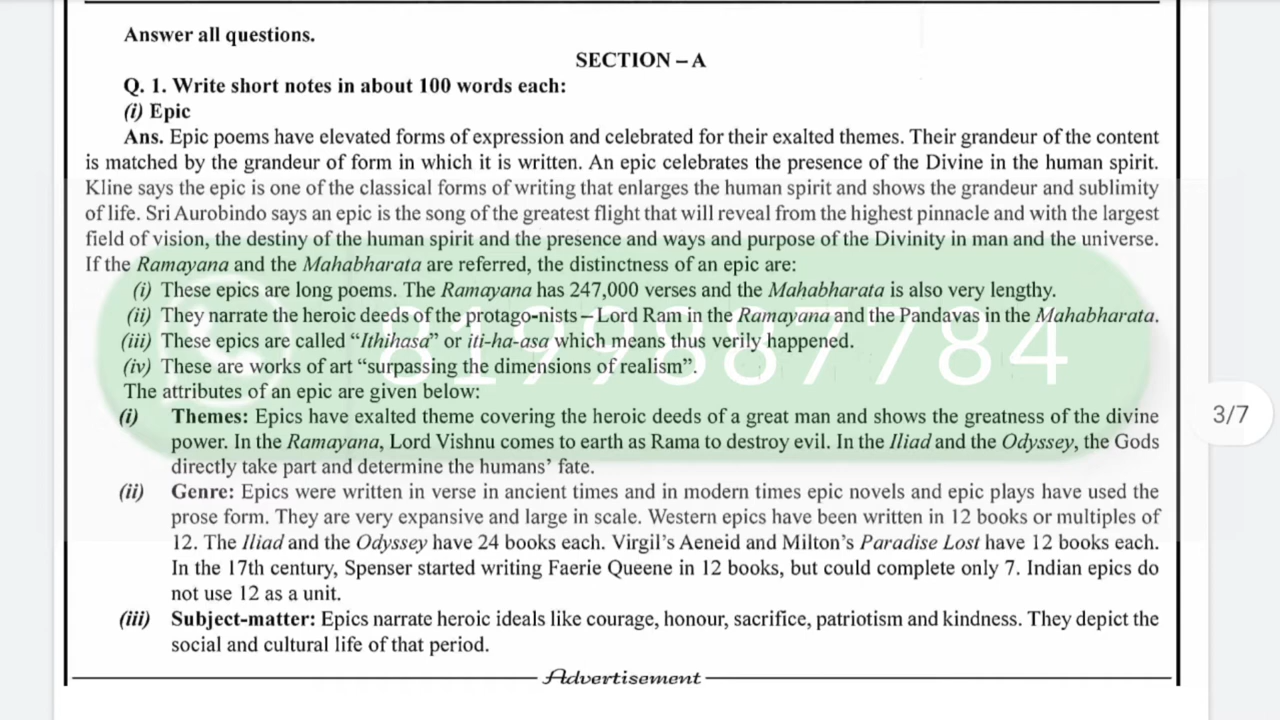 Answer all questions.
SECTION – A
Q. 1. Write short notes in about 100 words each:
(i) Epic
Ans. Epic poems have elevated forms of expression and celebrated for their exalted themes. Their grandeur of the content
is matched by the grandeur of form in which it is written. An epic celebrates the presence of the Divine in the human spirit.
Kline says the epic is one of the classical forms of writing that enlarges the human spirit and shows the grandeur and sublimity
of life. Sri Aurobindo says an epic is the song of the greatest flight that will reveal from the highest pinnacle and with the largest
field of vision, the destiny of the human spirit and the presence and ways and purpose of the Divinity in man and the universe.
If the Ramayana and the Mahabharata are referred, the distinctness of an epic are:
(i) These epics are long poems. The Ramayana has 247,000 verses and the Mahabharata is also very lengthy.
(ii) They narrate the heroic deeds of the protago-nists – Lord Ram in the Ramayana and the Pandavas in the Mahabharata.
(iii) These epics are called “Ithihasa” or iti-ha-asa which means thus verily happened.
(iv) These are works of art “surpassing the dimensions of realism”.
8199887784
The attributes of an epic are given below:
(i) Themes: Epics have exalted theme covering the heroic deeds of a great man and shows the greatness of the divine
power. In the Ramayana, Lord Vishnu comes to earth as Rama to destroy evil. In the Iliad and the Odyssey, the Gods
directly take part and determine the humans’ fate.
3/7
(ii) Genre: Epics were written in verse in ancient times and in modern times epic novels and epic plays have used the
prose form. They are very expansive and large in scale. Western epics have been written in 12 books or multiples of
12. The Iliad and the Odyssey have 24 books each. Virgil’s Aeneid and Milton’s Paradise Lost have 12 books each.
In the 17th century, Spenser started writing Faerie Queene in 12 books, but could complete only 7. Indian epics do
not use 12 as a unit.
(iii) Subject-matter: Epics narrate heroic ideals like courage, honour, sacrifice, patriotism and kindness. They depict the
social and cultural life of that period.
Advertisement